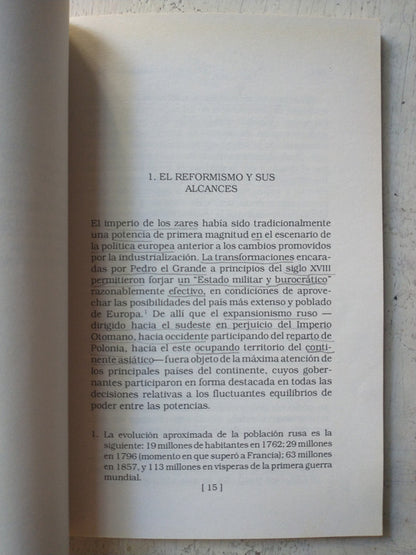 1. EL REFORMISMO Y SUS
ALCANCES
El imperio de los zares había sido tradicionalmente
una potencia de primera magnitud en el escenario de
la política europea anterior a los cambios promovidos
por la industrialización. La transformaciones encara-
das por Pedro el Grande a principios del siglo XVIII
permitieron forjar un "Estado militar y burocrático"
razonablemente efectivo, en condiciones de aprove-
char las posibilidades del país más extenso y poblado
de Europa.¹ De allí que el expansionismo ruso —
dirigido hacia el sudeste en perjuicio del Imperio
Otomano, hacia occidente participando del reparto de
Polonia, hacia el este ocupando territorio del conti-
nente asiático— fuera objeto de la máxima atención de
los principales países del continente, cuyos gober-
nantes participaron en forma destacada en todas las
decisiones relativas a los fluctuantes equilibrios de
poder entre las potencias.
1. La evolución aproximada de la población rusa es la
siguiente: 19 millones de habitantes en 1762; 29 millones
en 1796 (momento en que superó a Francia); 63 millones
en 1857, y 113 millones en vísperas de la primera guerra
mundial.
[ 15 ]